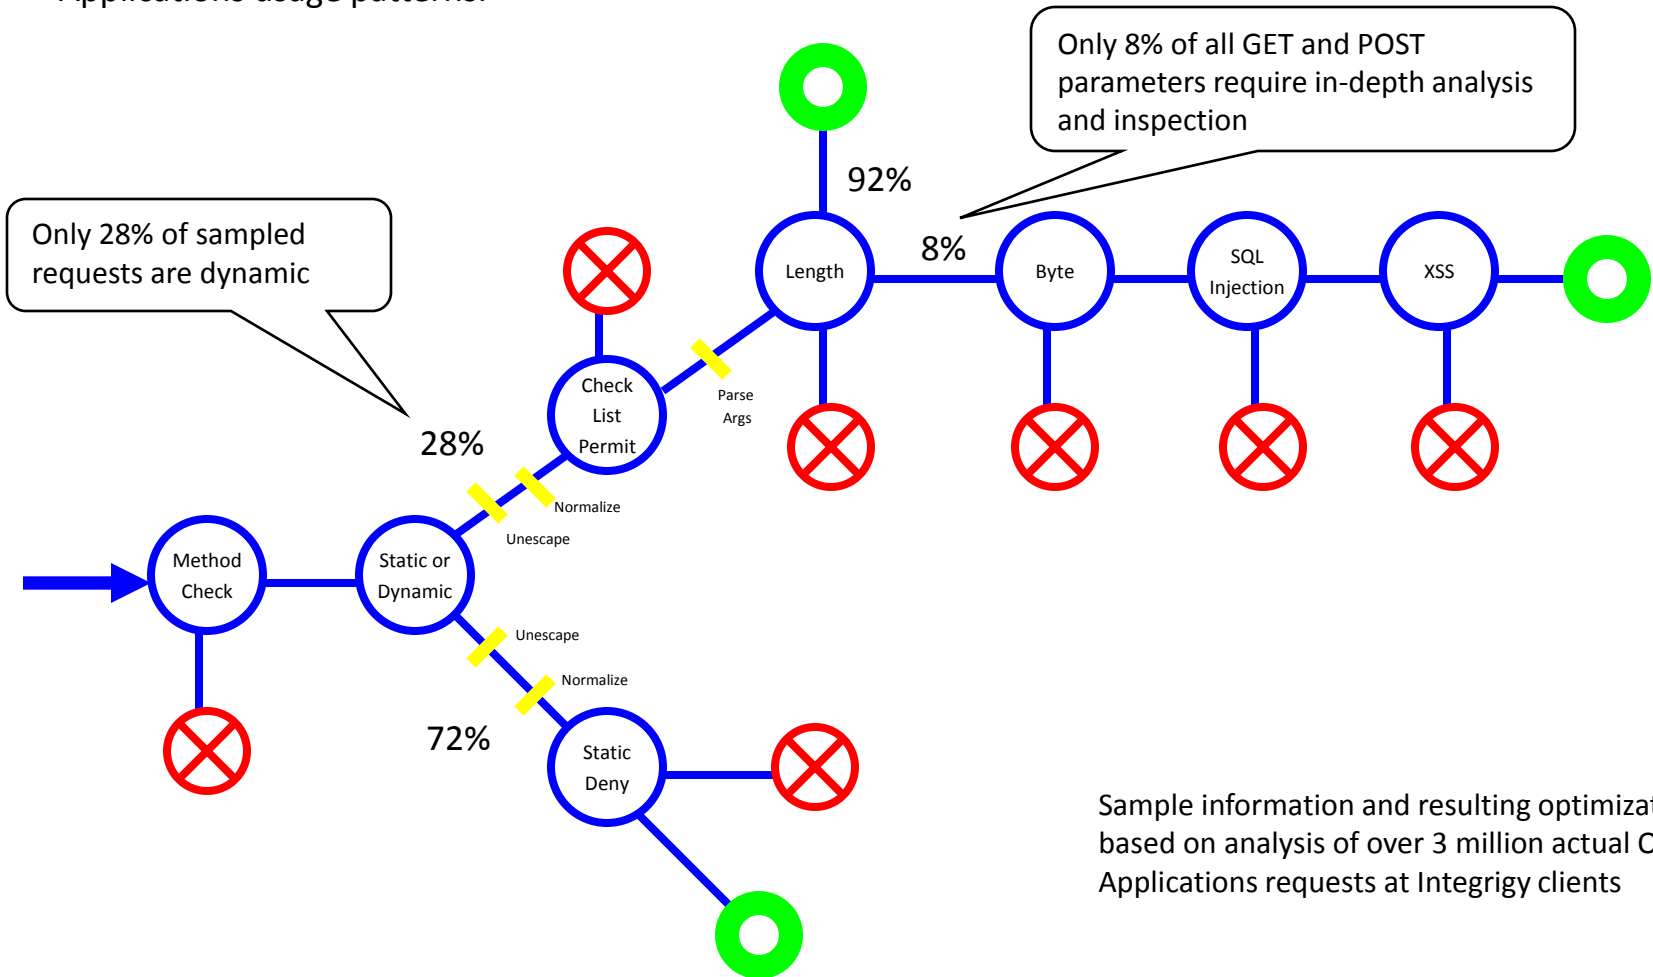 Applications usage patterns.
Only 8% of all GET and POST
parameters require in-depth analysis
and inspection
92%
Only 28% of sampled
requests are dynamic
8%
Length
Byte
SQL
Injection
XSS
Check
List
Permit
Parse
Args
28%
Normalize
Unescape
Method
Check
Static or
Dynamic
Unescape
Normalize
72%
Static
Deny
Sample information and resulting
based on analysis of over 3 million actual
Applications requests at Integrigy clients